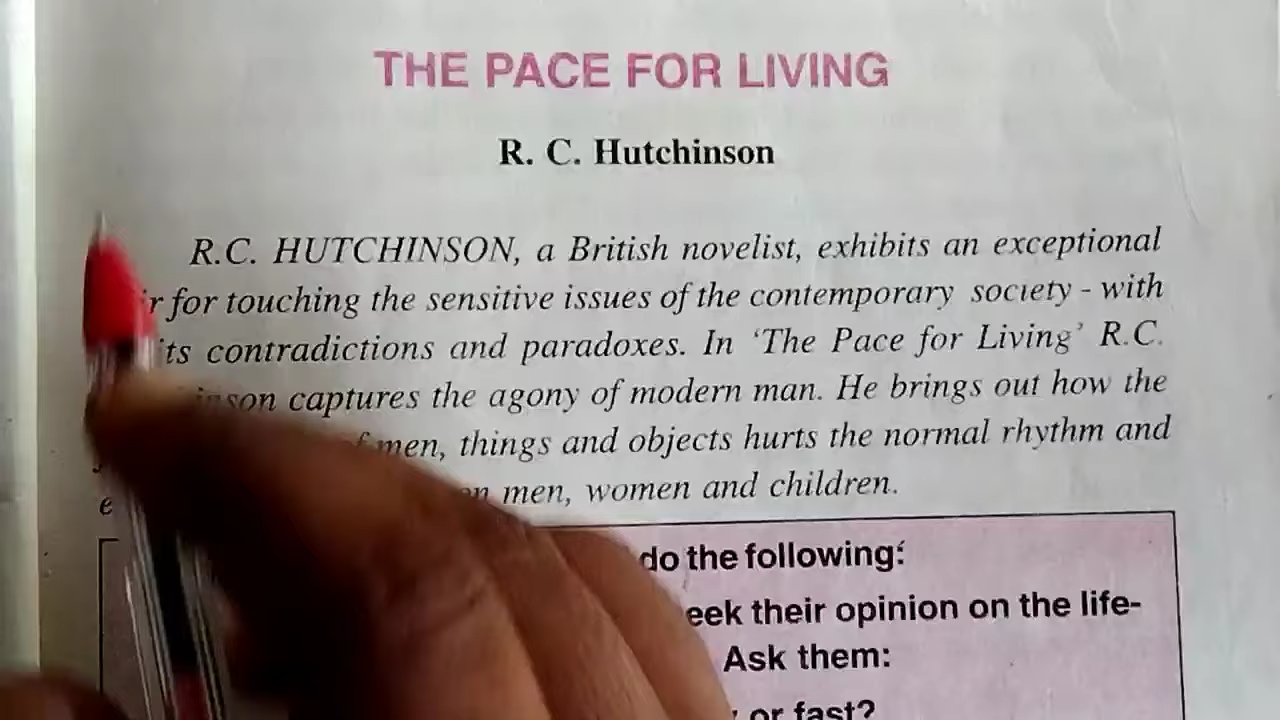 THE PACE FOR LIVING
R. C. Hutchinson
R.C. HUTCHINSON, a British novelist, exhibits an exceptional
for touching the sensitive issues of the contemporary society - with
its contradictions and paradoxes. In ‘The Pace for Living’ R.C.
captures the agony of modern man. He brings out how the
men, things and objects hurts the normal rhythm and
men, women and children.
do the following:
their opinion on the life-
Ask them:
or fast?